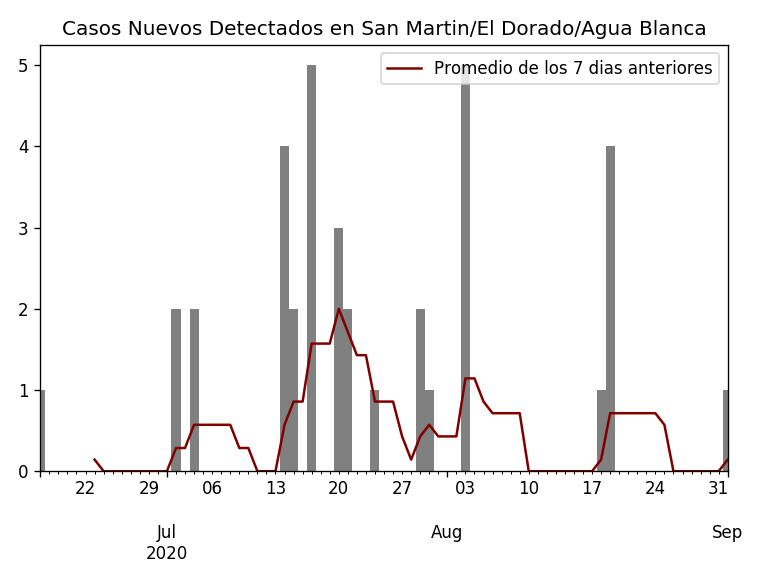 Casos Nuevos Detectados en San Martin/El Dorado/Agua Blanca
Promedio de los 7 dias anteriores
5
4
3
2
1
0
22 29 06 13 20 27 03 10 17 24 31
Jul Aug Sep
2020